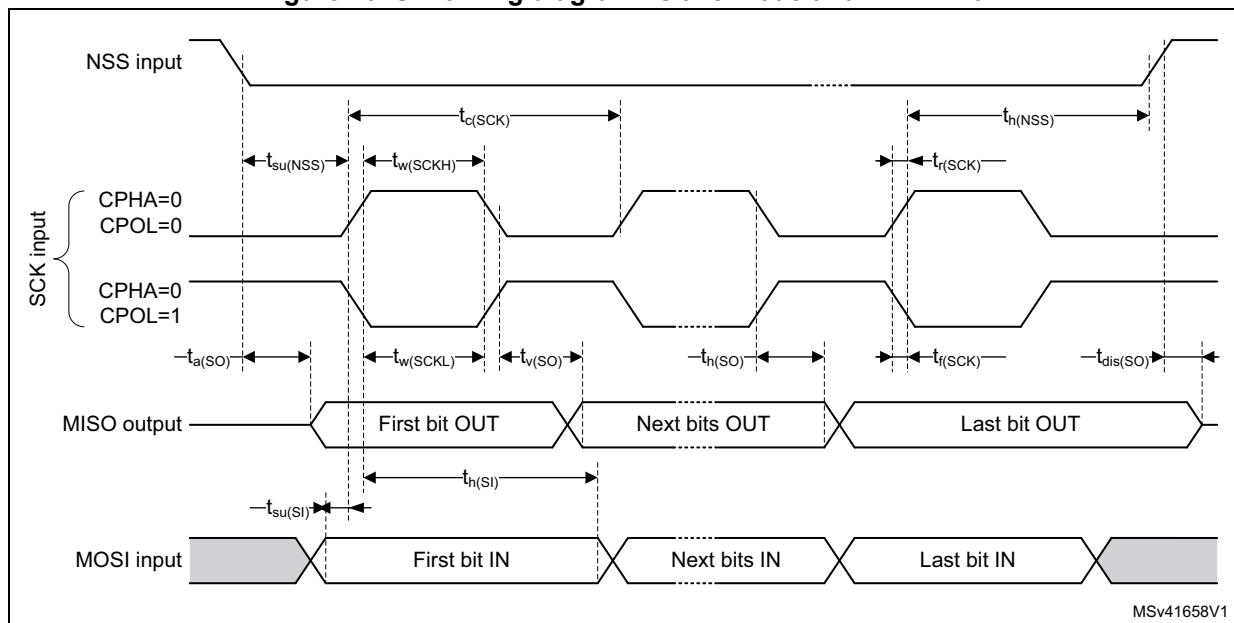 NSS input
tc(SCK)
th(NSS)
tsu(NSS)
tw(SCKH)
tr(SCK)
SCK input
CPHA=0
CPOL=0
CPHA=0
CPOL=1
ta(SO)
tw(SCKL)
tv(SO)
th(SO)
tf(SCK)
tdis(SO)
MISO output
First bit OUT
Next bits OUT
Last bit OUT
th(SI)
tsu(SI)
MOSI input
First bit IN
Next bits IN
Last bit IN
MSv41658V1